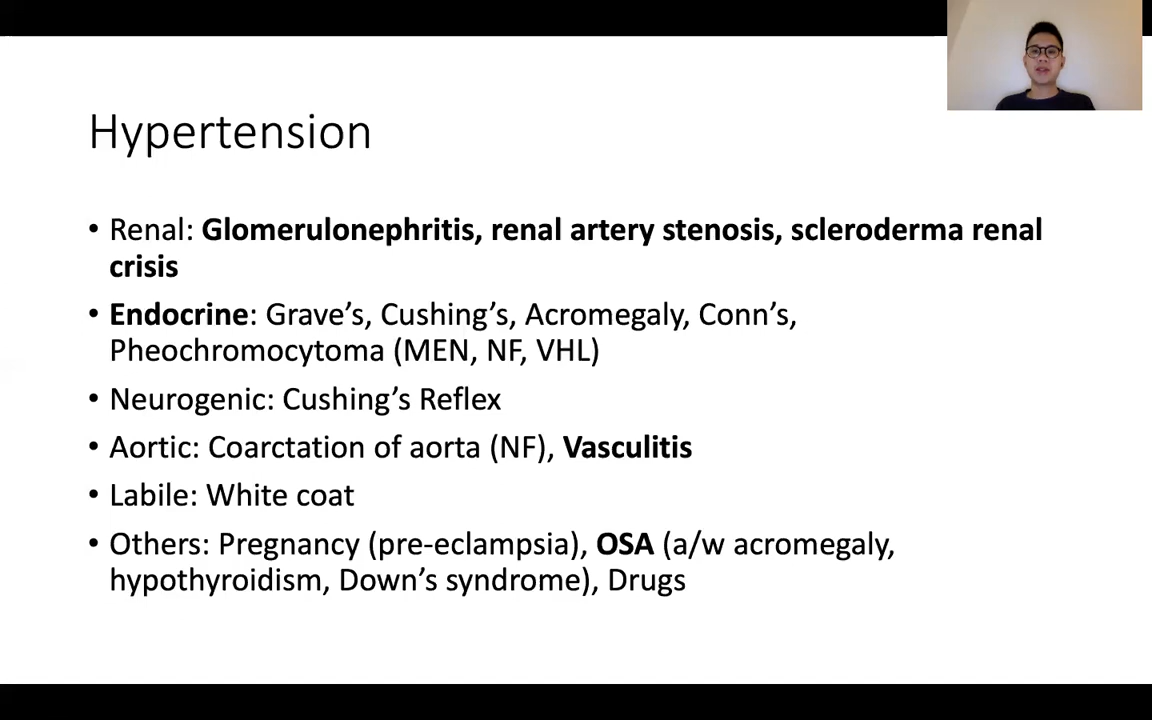 Hypertension
• Renal: Glomerulonephritis, renal artery stenosis, scleroderma renal
crisis
• Endocrine: Grave’s, Cushing’s, Acromegaly, Conn’s,
Pheochromocytoma (MEN, NF, VHL)
• Neurogenic: Cushing’s Reflex
• Aortic: Coarctation of aorta (NF), Vasculitis
• Labile: White coat
• Others: Pregnancy (pre-eclampsia), OSA (a/w acromegaly,
hypothyroidism, Down’s syndrome), Drugs